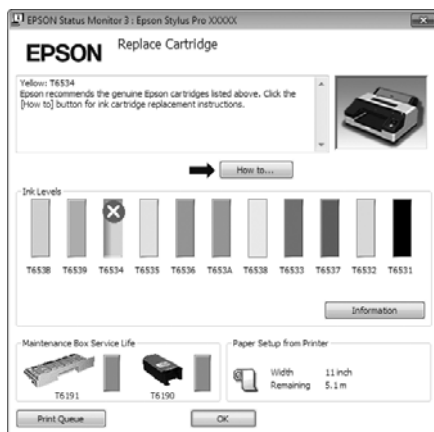 EPSON Status Monitor 3 : Epson Stylus Pro XXXXX
EPSON
Replace Cartridge
Yellow: T6534
Epson recommends the genuine Epson cartridges listed above. Click the
[How to] button for ink cartridge replacement instructions.
How to...
Ink Levels
T653B T6539 T6534 T6535 T6536 T653A T6538 T6533 T6537 T6532 T6531
Information
Maintenance Box Service Life
T6191 T6190
Paper Setup from Printer
Width 11 inch
Remaining 5.1 m
Print Queue
OK